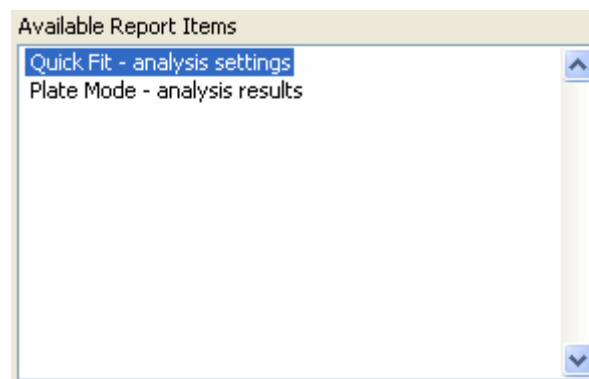 Available Report Items
Quick Fit - analysis settings
Plate Mode - analysis results